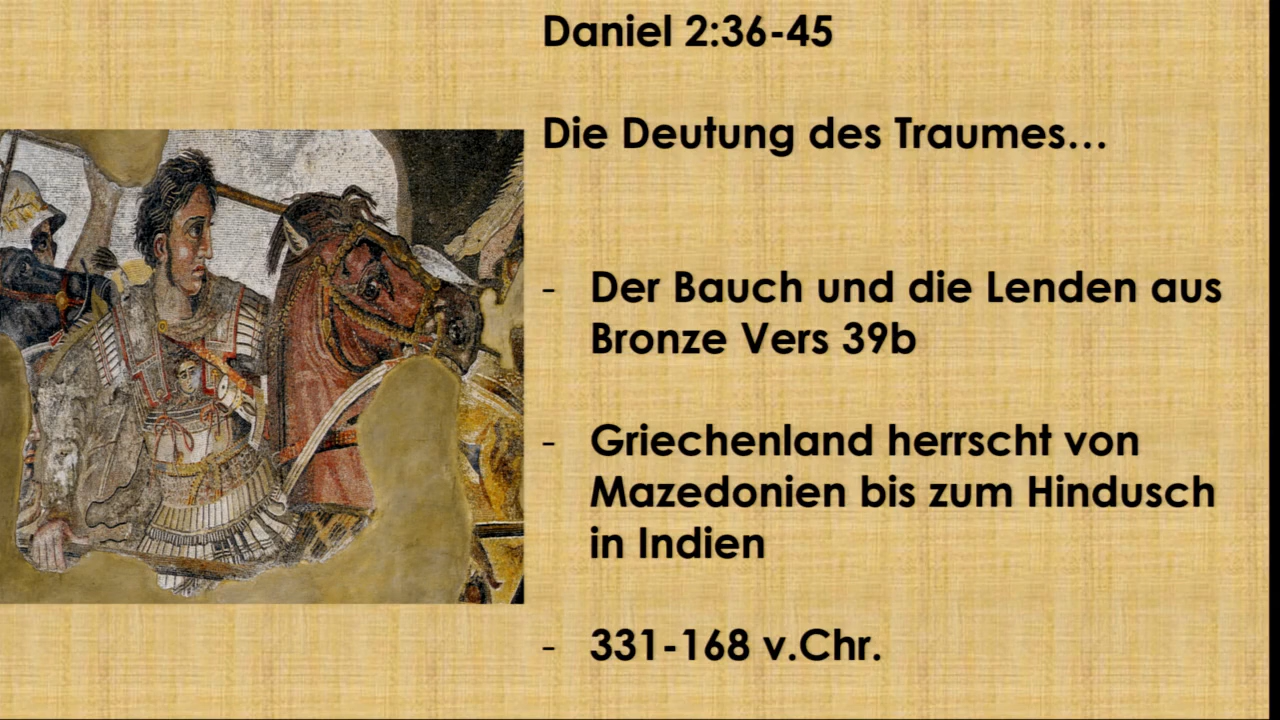 Daniel 2:36-45
Die Deutung des Traumes...
- Der Bauch und die Lenden aus
Bronze Vers 39b
- Griechenland herrscht von
Mazedonien bis zum Hindusch
in Indien
- 331-168 v.Chr.